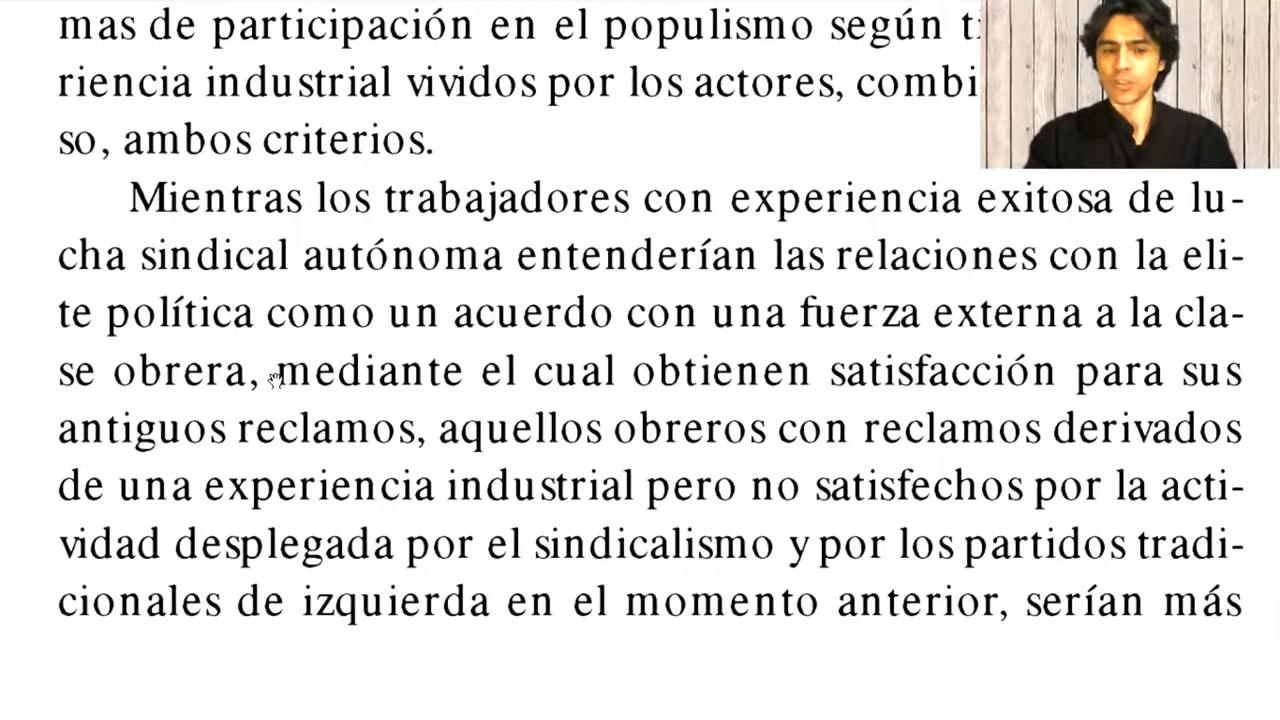 mas de participación en el populismo según
riencia industrial vividos por los actores,
so, ambos criterios.
Mientras los trabajadores con experiencia exitosa de lu-
cha sindical autónoma entenderían las relaciones con la eli-
te política como un acuerdo con una fuerza externa a la cla-
se obrera, mediante el cual obtienen satisfacción para sus
antiguos reclamos, aquellos obreros con reclamos derivados
de una experiencia industrial pero no satisfechos por la acti-
vidad desplegada por el sindicalismo y por los partidos tradi-
cionales de izquierda en el momento anterior, serían más